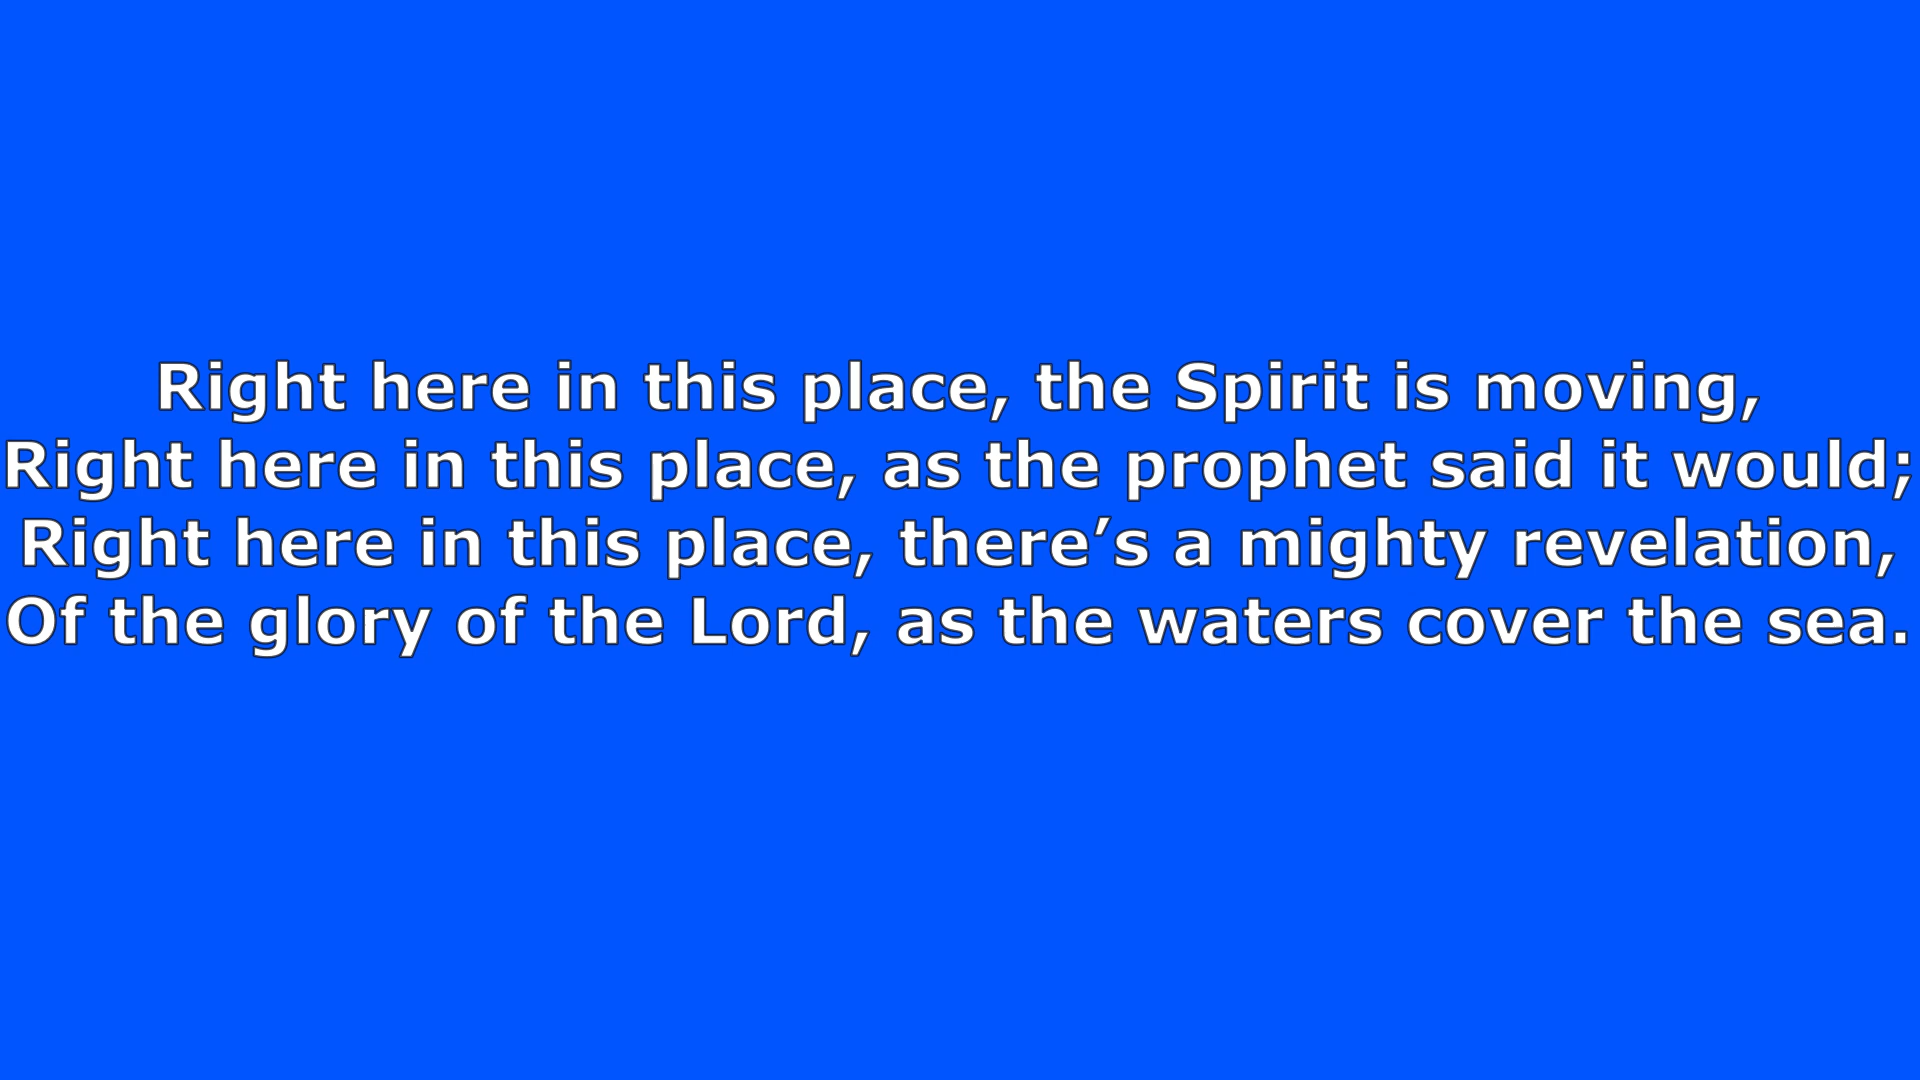 Right here in this place, the Spirit is moving,
Right here in this place, as the prophet said it would;
Right here in this place, there’s a mighty revelation,
Of the glory of the Lord, as the waters cover the sea.